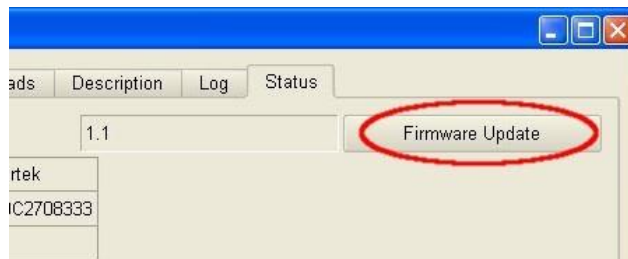 ads Description Log Status
1.1 Firmware Update
rtek
C2708333